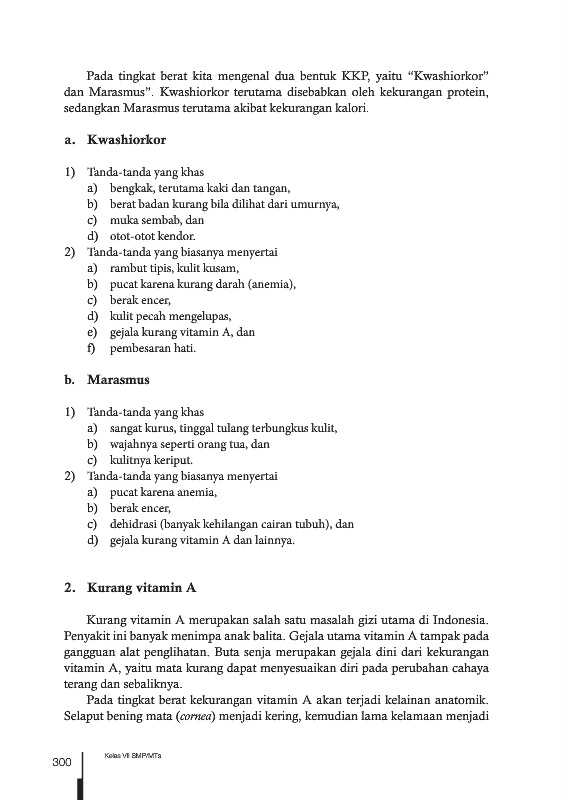 Pada tingkat berat kita mengenal dua bentuk KKP, yaitu “Kwashiorkor”
dan Marasmus”. Kwashiorkor terutama disebabkan oleh kekurangan protein,
sedangkan Marasmus terutama akibat kekurangan kalori.
a. Kwashiorkor
1) Tanda-tanda yang khas
a) bengkak, terutama kaki dan tangan,
b) berat badan kurang bila dilihat dari umurnya,
c) muka sembab, dan
d) otot-otot kendor.
2) Tanda-tanda yang biasanya menyertai
a) rambut tipis, kulit kusam,
b) pucat karena kurang darah (anemia),
c) berak encer,
d) kulit pecah mengelupas,
e) gejala kurang vitamin A, dan
f) pembesaran hati.
b. Marasmus
1) Tanda-tanda yang khas
a) sangat kurus, tinggal tulang terbungkus kulit,
b) wajahnya seperti orang tua, dan
c) kulitnya keriput.
2) Tanda-tanda yang biasanya menyertai
a) pucat karena anemia,
b) berak encer,
c) dehidrasi (banyak kehilangan cairan tubuh), dan
d) gejala kurang vitamin A dan lainnya.
2. Kurang vitamin A
Kurang vitamin A merupakan salah satu masalah gizi utama di Indonesia.
Penyakit ini banyak menimpa anak balita. Gejala utama vitamin A tampak pada
gangguan alat penglihatan. Buta senja merupakan gejala dini dari kekurangan
vitamin A, yaitu mata kurang dapat menyesuaikan diri pada perubahan cahaya
terang dan sebaliknya.
Pada tingkat berat kekurangan vitamin A akan terjadi kelainan anatomik.
Selaput bening mata (cornea) menjadi kering, kemudian lama kelamaan menjadi
300 Kelas VII SMP/MTs